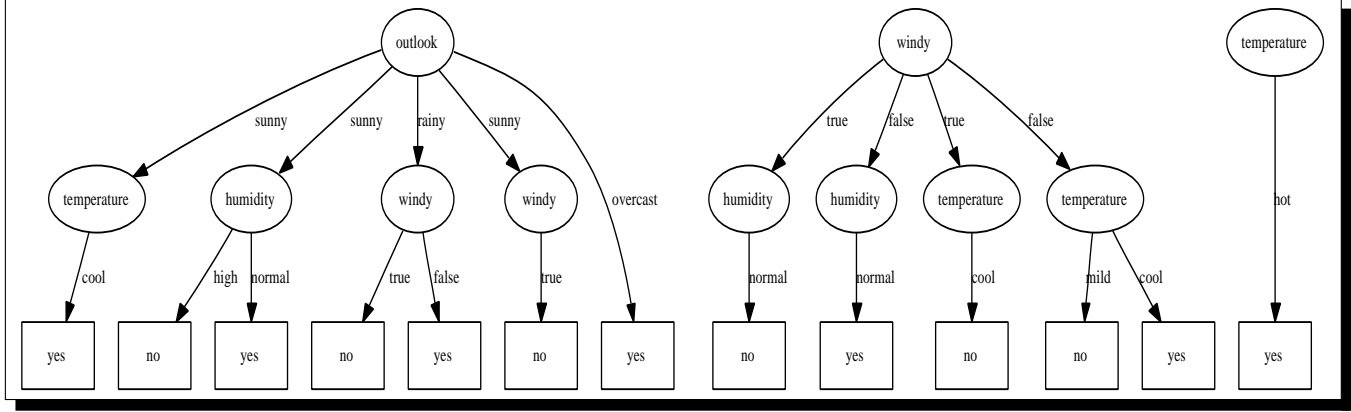 outlook windy temperature
sunny sunny rainy sunny true false true false
temperature humidity windy windy overcast humidity humidity temperature temperature hot
cool high normal true false true normal normal cool mild cool
yes no yes no yes no yes no yes no no yes yes